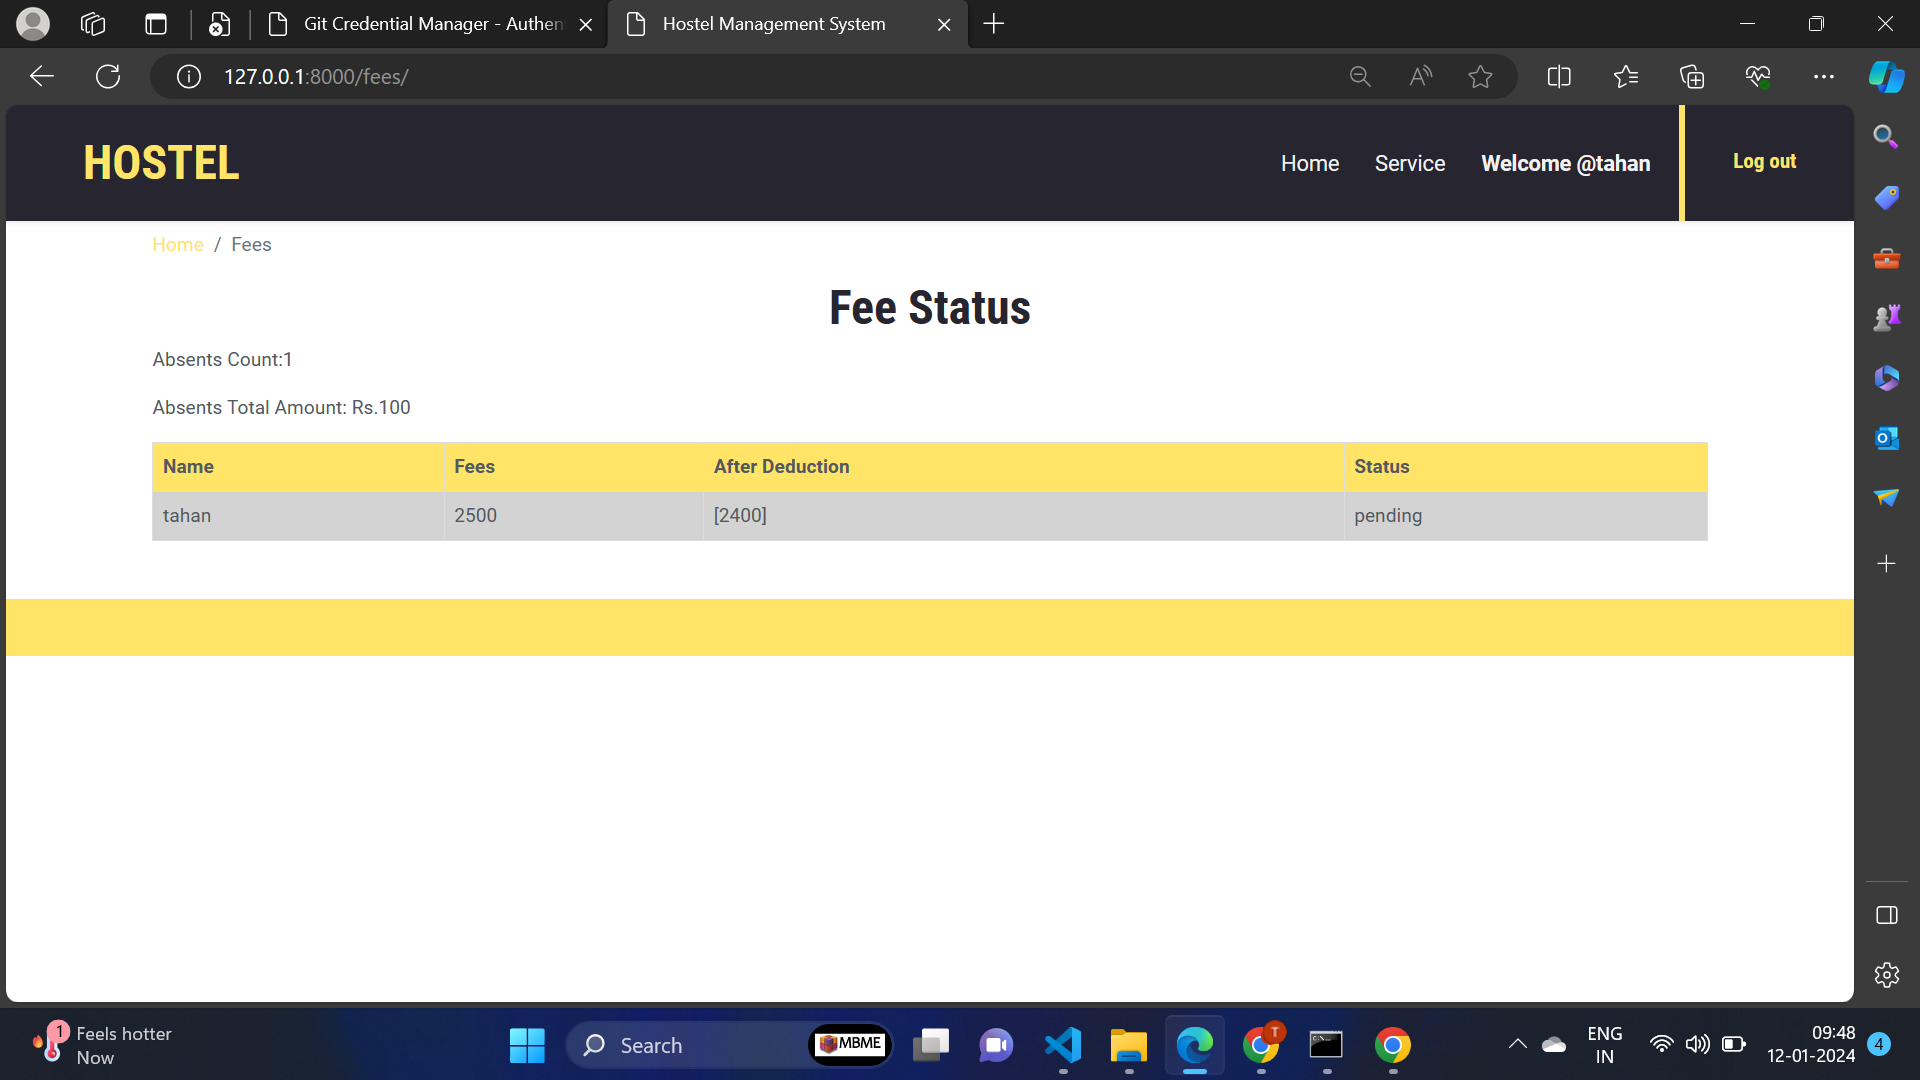 Git Credential Manager - Authen
Hostel Management System
127.0.0.1:8000/fees/
HOSTEL
Home
Service
Welcome @tahan
Log out
Home / Fees
Fee Status
Absents Count:1
Absents Total Amount: Rs.100
Name Fees After Deduction Status
tahan 2500 [2400] pending
1
Feels hotter
Now
Search
MBME
T
ENG
IN
09:48
12-01-2024
4